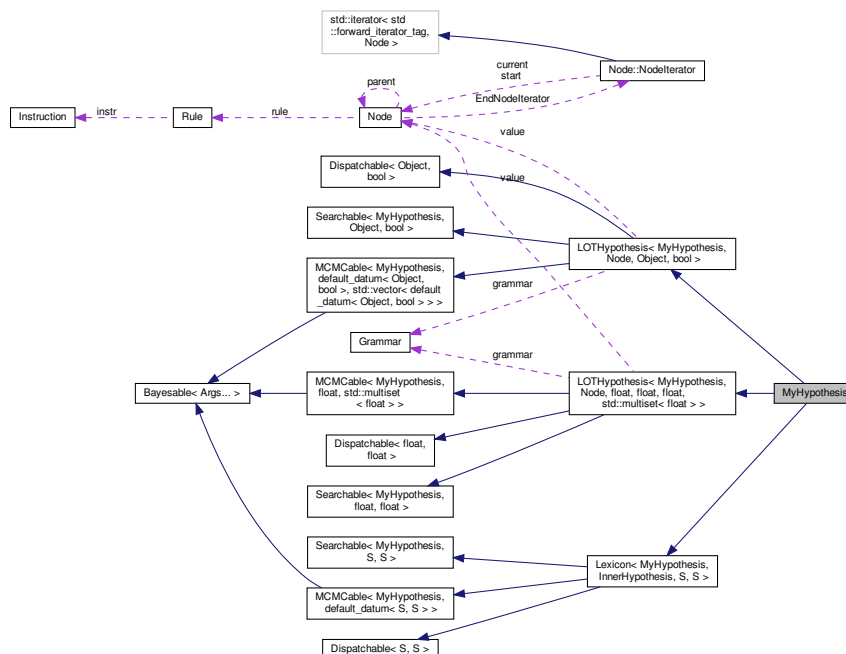 std::iterator< std
::forward_iterator_tag,
Node >
Node::NodeIterator
current
start
EndNodeIterator
parent
Instruction
instr
Rule
rule
Node
value
Dispatchable< Object,
bool >
value
Searchable< MyHypothesis,
Object, bool >
LOTHypothesis< MyHypothesis,
Node, Object, bool >
MCMCable< MyHypothesis,
default_datum< Object,
bool >, std::vector< default
_datum< Object, bool > > >
grammar
Grammar
grammar
Bayesable< Args... >
MCMCable< MyHypothesis,
float, std::multiset
< float > >
LOTHypothesis< MyHypothesis,
Node, float, float, float,
std::multiset< float > >
MyHypothesis
Dispatchable< float,
float >
Searchable< MyHypothesis,
float, float >
Searchable< MyHypothesis,
S, S >
Lexicon< MyHypothesis,
InnerHypothesis, S, S >
MCMCable< MyHypothesis,
default_datum< S, S > >
Dispatchable< S, S >